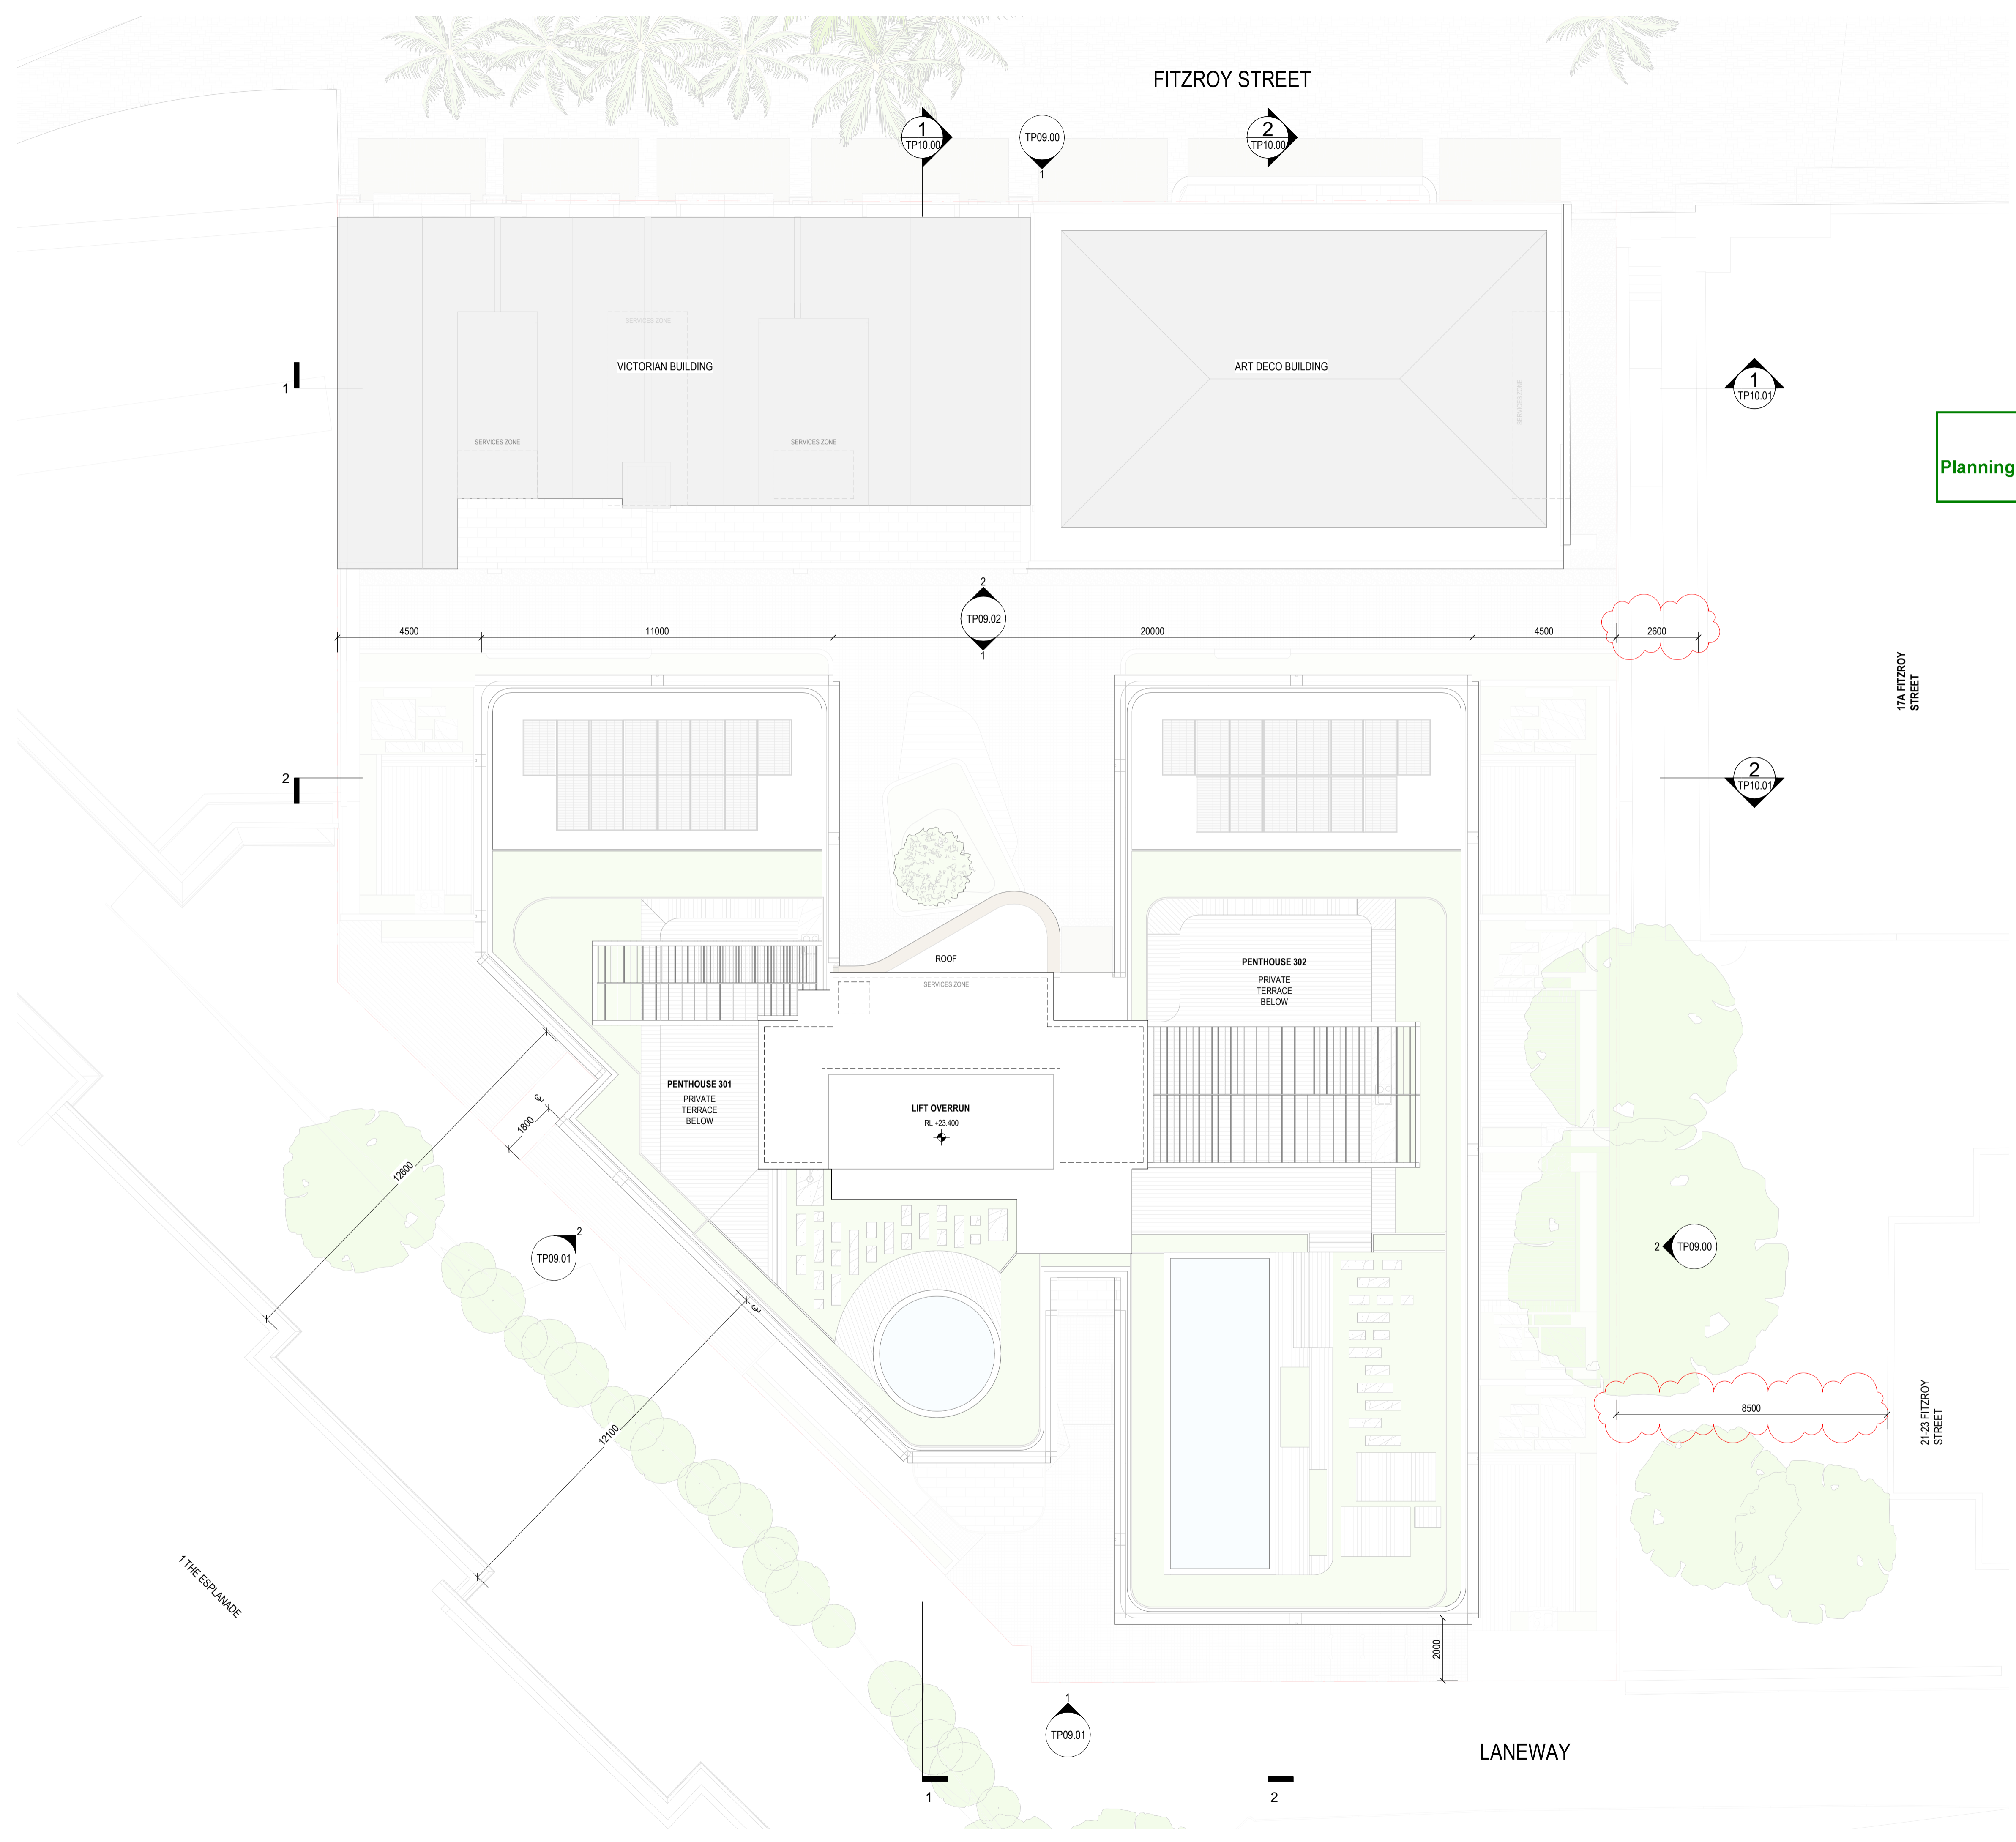 FITZROY STREET
1
TP10.00
TP09.00
1
2
TP10.00
SERVICES ZONE
VICTORIAN BUILDING
ART DECO BUILDING
1
1
TP10.01
SERVICES ZONE
SERVICES ZONE
SERVICES ZONE
Planning
2
TP09.02
1
4500
11000
20000
4500
2600
17A FITZROY
STREET
2
2
TP10.01
ROOF
SERVICES ZONE
PENTHOUSE 302
PRIVATE
TERRACE
BELOW
PENTHOUSE 301
PRIVATE
TERRACE
BELOW
LIFT OVERRUN
RL +23.400
1800
12600
2
TP09.01
2
TP09.00
8500
21-23 FITZROY
STREET
12100
1 THE ESPLANADE
2000
1
TP09.01
LANEWAY
1
2